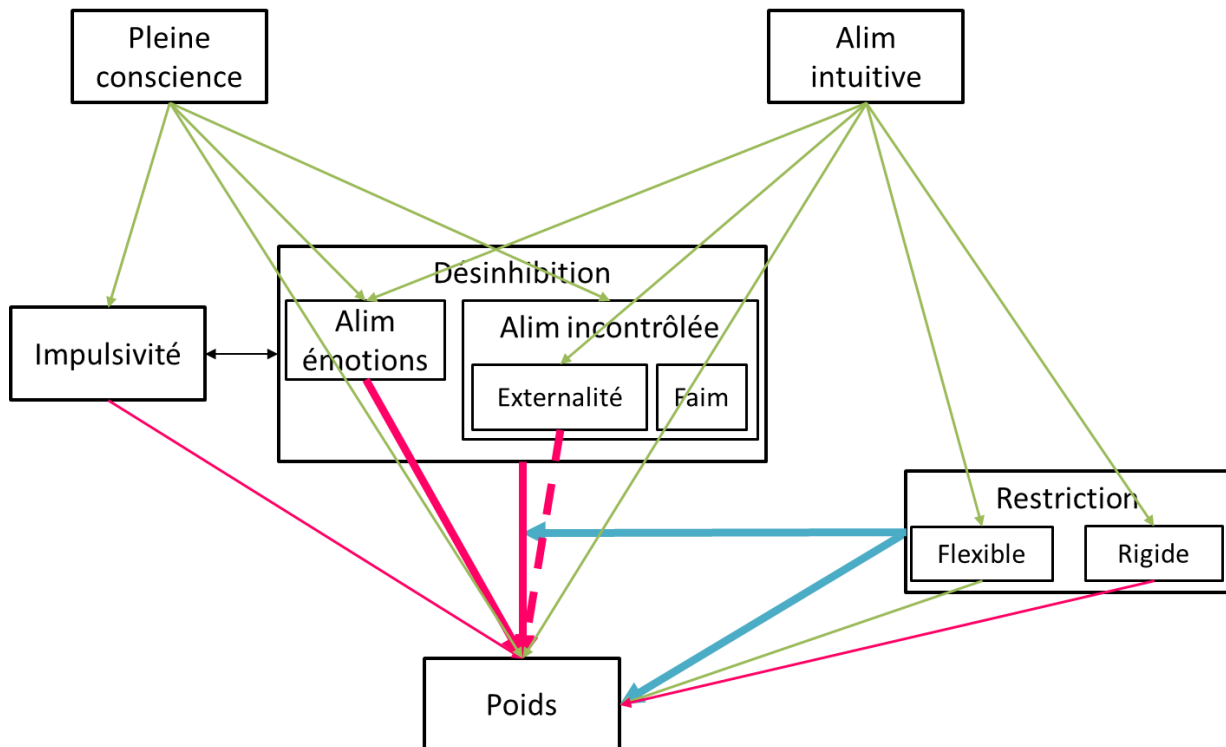 Pleine
conscience
Alim
intuitive
Désinhibition
Alim
émotions
Alim incontrôlée
Impulsivité
Externalité
Faim
Restriction
Flexible
Rigide
Poids